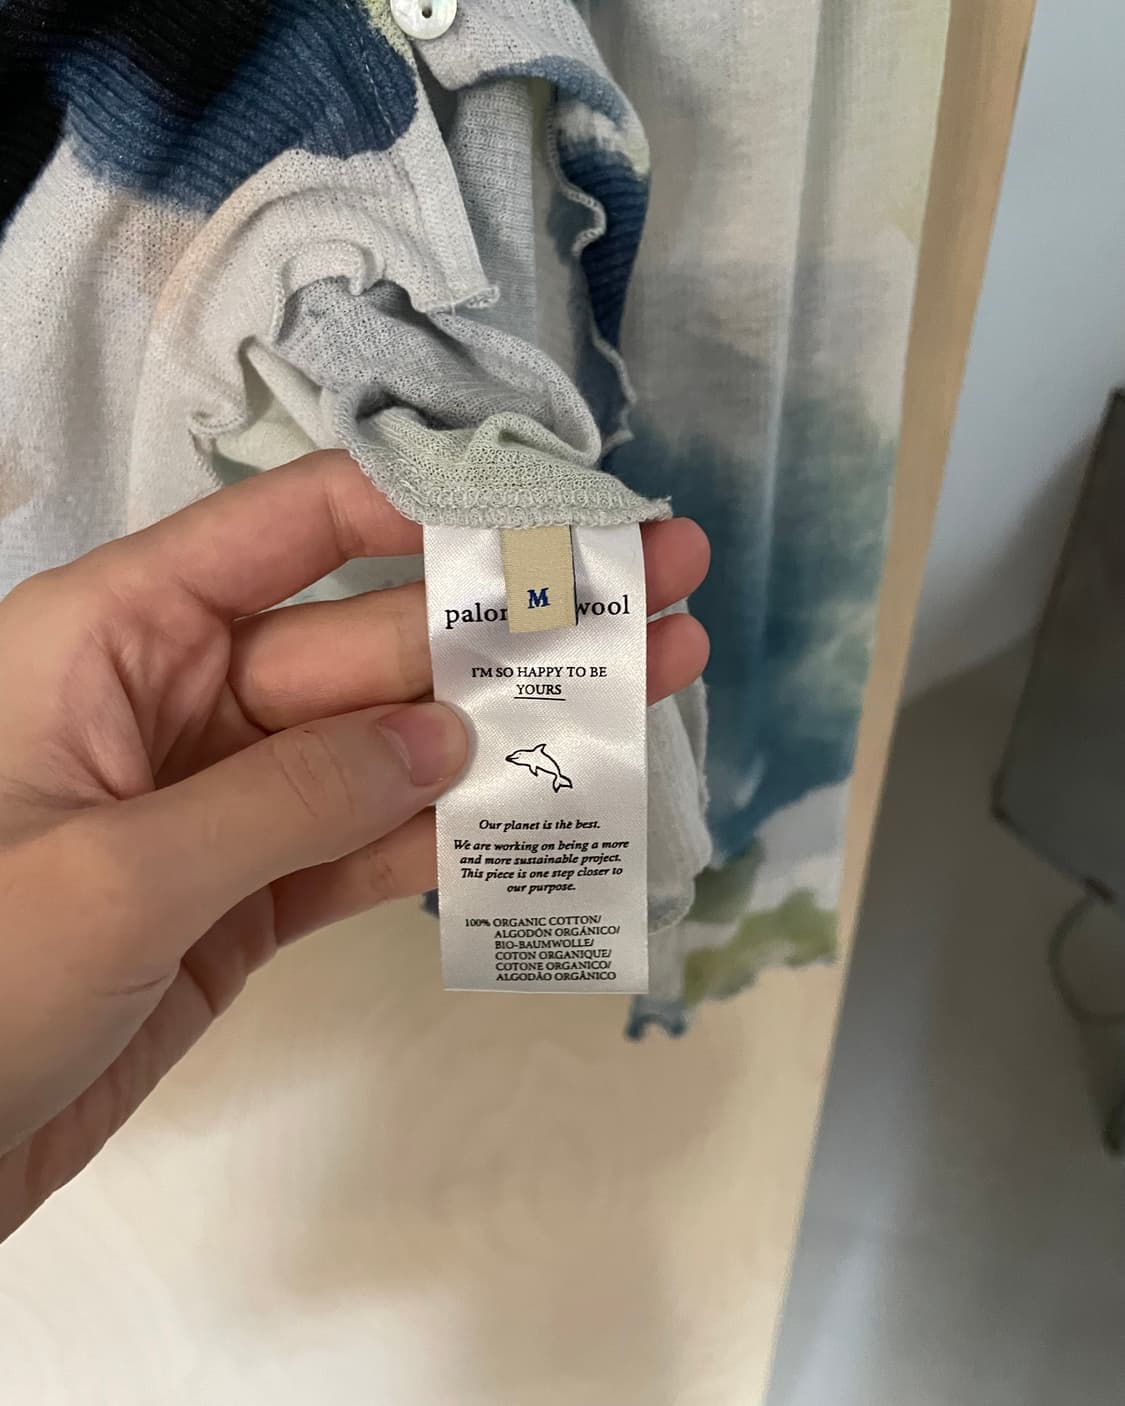 M
palo wool
I'M SO HAPPY TO BE
YOURS
Our planet is the best.
We are working on being a more
and more sustainable project.
This piece is one step closer to
our purpose.
100% ORGANIC COTTON/
ALGODÓN ORGÁNICO/
BIO-BAUMWOLLE/
COTON ORGANIQUE/
COTONE ORGANICO/
ALGODÃO ORGÂNICO